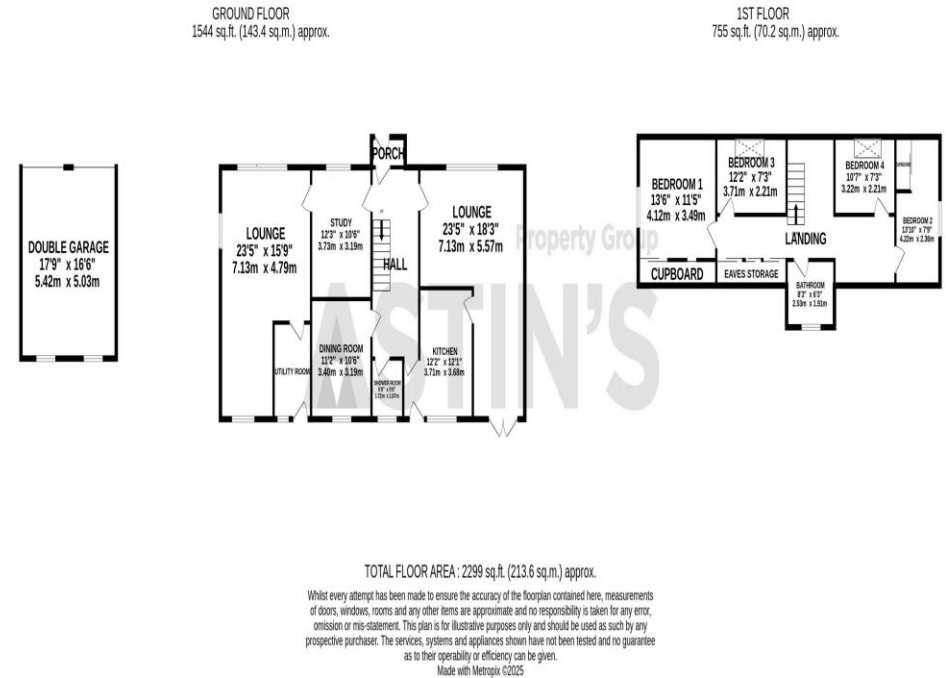 GROUND FLOOR
1544 sq.ft. (143.4 sq.m.) approx.
1ST FLOOR
755 sq.ft. (70.2 sq.m.) approx.
PORCH
DOUBLE GARAGE
17'9" x 16'6"
5.42m x 5.03m
LOUNGE
23'5" x 15'9"
7.13m x 4.79m
STUDY
12'3" x 10'6"
3.73m x 3.19m
HALL
LOUNGE
23'5" x 18'3"
7.13m x 5.57m
UTILITY ROOM
DINING ROOM
11'2" x 10'6"
3.40m x 3.19m
SHOWER ROOM
KITCHEN
12'2" x 12'1"
3.71m x 3.68m
BEDROOM 1
13'6" x 11'5"
4.12m x 3.49m
BEDROOM 3
12'2" x 7'3"
3.71m x 2.21m
BEDROOM 4
10'7" x 7'3"
3.22m x 2.21m
CUPBOARD
BEDROOM 2
13'10" x 7'9"
4.22m x 2.36m
LANDING
CUPBOARD
EAVES STORAGE
BATHROOM
8'3" x 6'3"
2.53m x 1.91m
Property Group
ASTIN'S
TOTAL FLOOR AREA : 2299 sq.ft. (213.6 sq.m.) approx.
Whilst every attempt has been made to ensure the accuracy of the floorplan contained here, measurements
of doors, windows, rooms and any other items are approximate and no responsibility is taken for any error,
omission or mis-statement. This plan is for illustrative purposes only and should be used as such by any
prospective purchaser. The services, systems and appliances shown have not been tested and no guarantee
as to their operability or efficiency can be given.
Made with Metropix ©2025